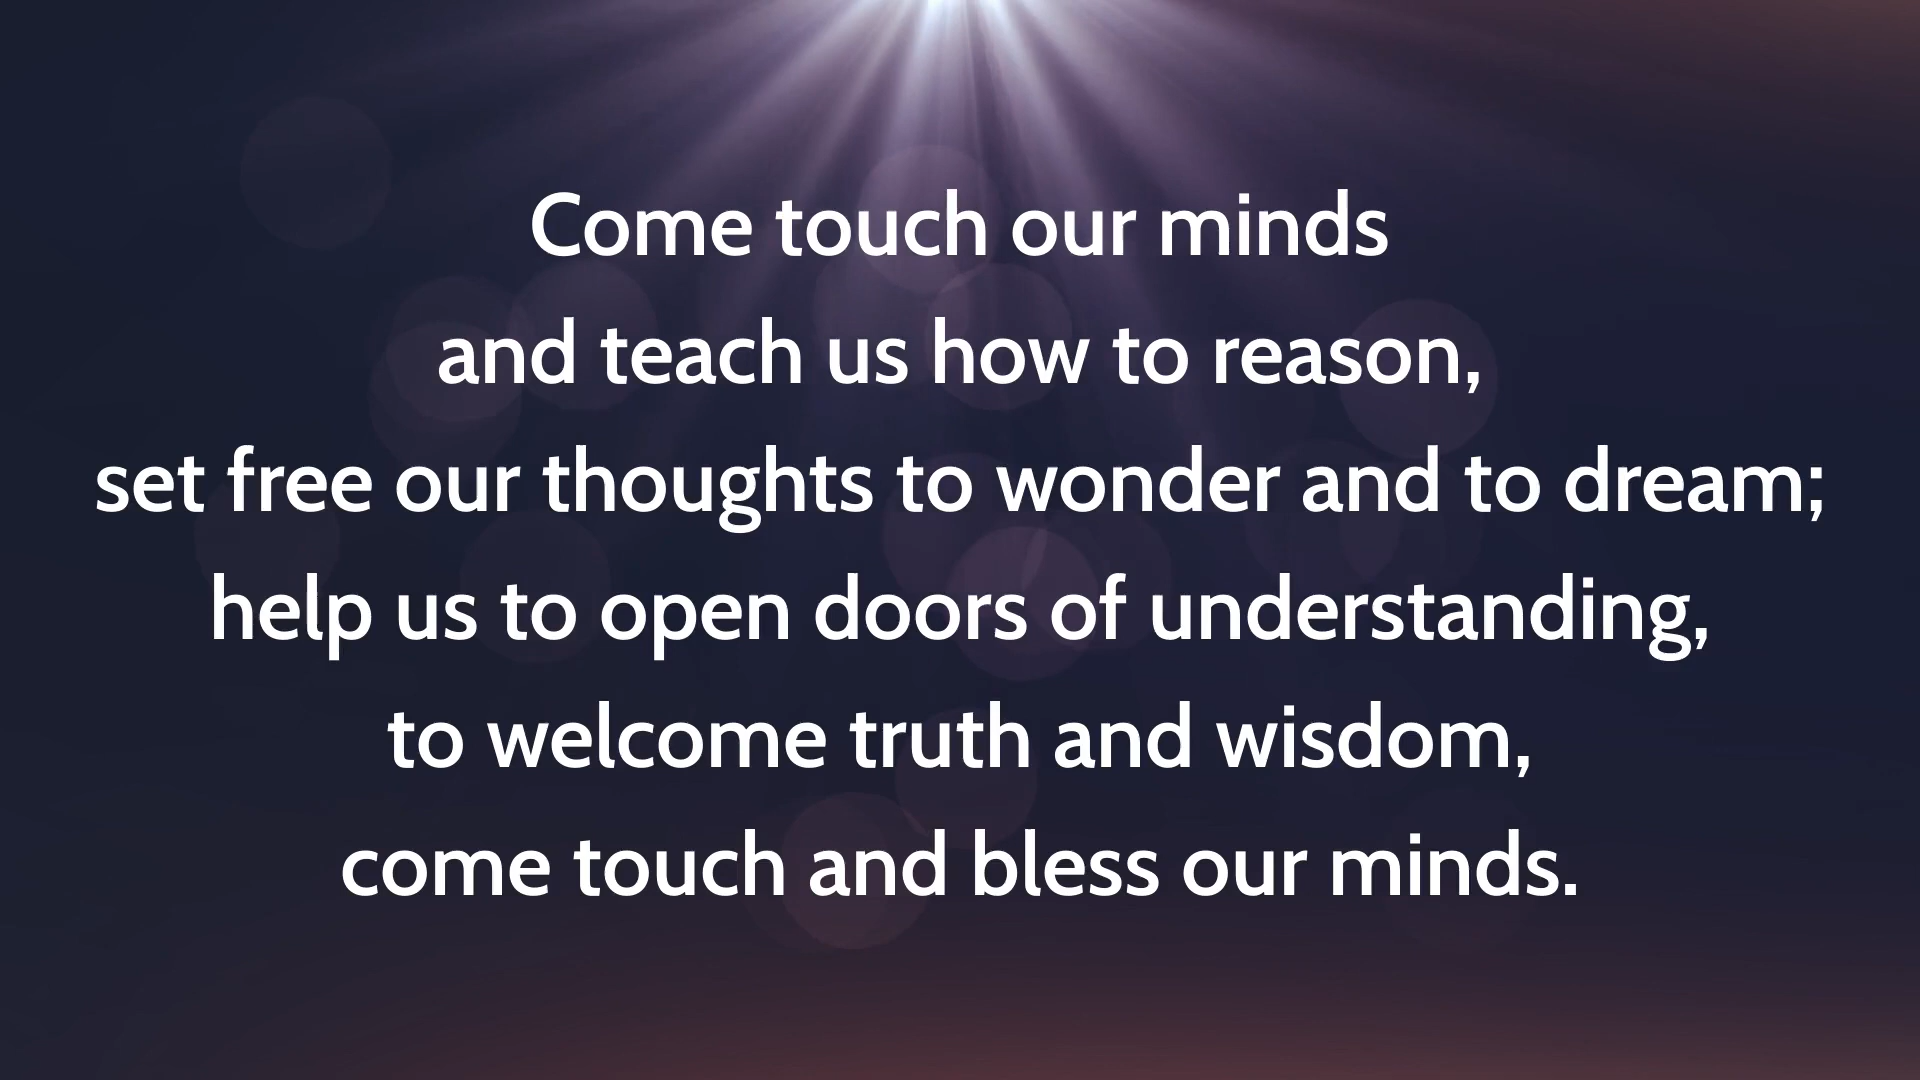 Come touch our minds
and teach us how to reason,
set free our thoughts to wonder and to dream;
help us to open doors of understanding,
to welcome truth and wisdom,
come touch and bless our minds.